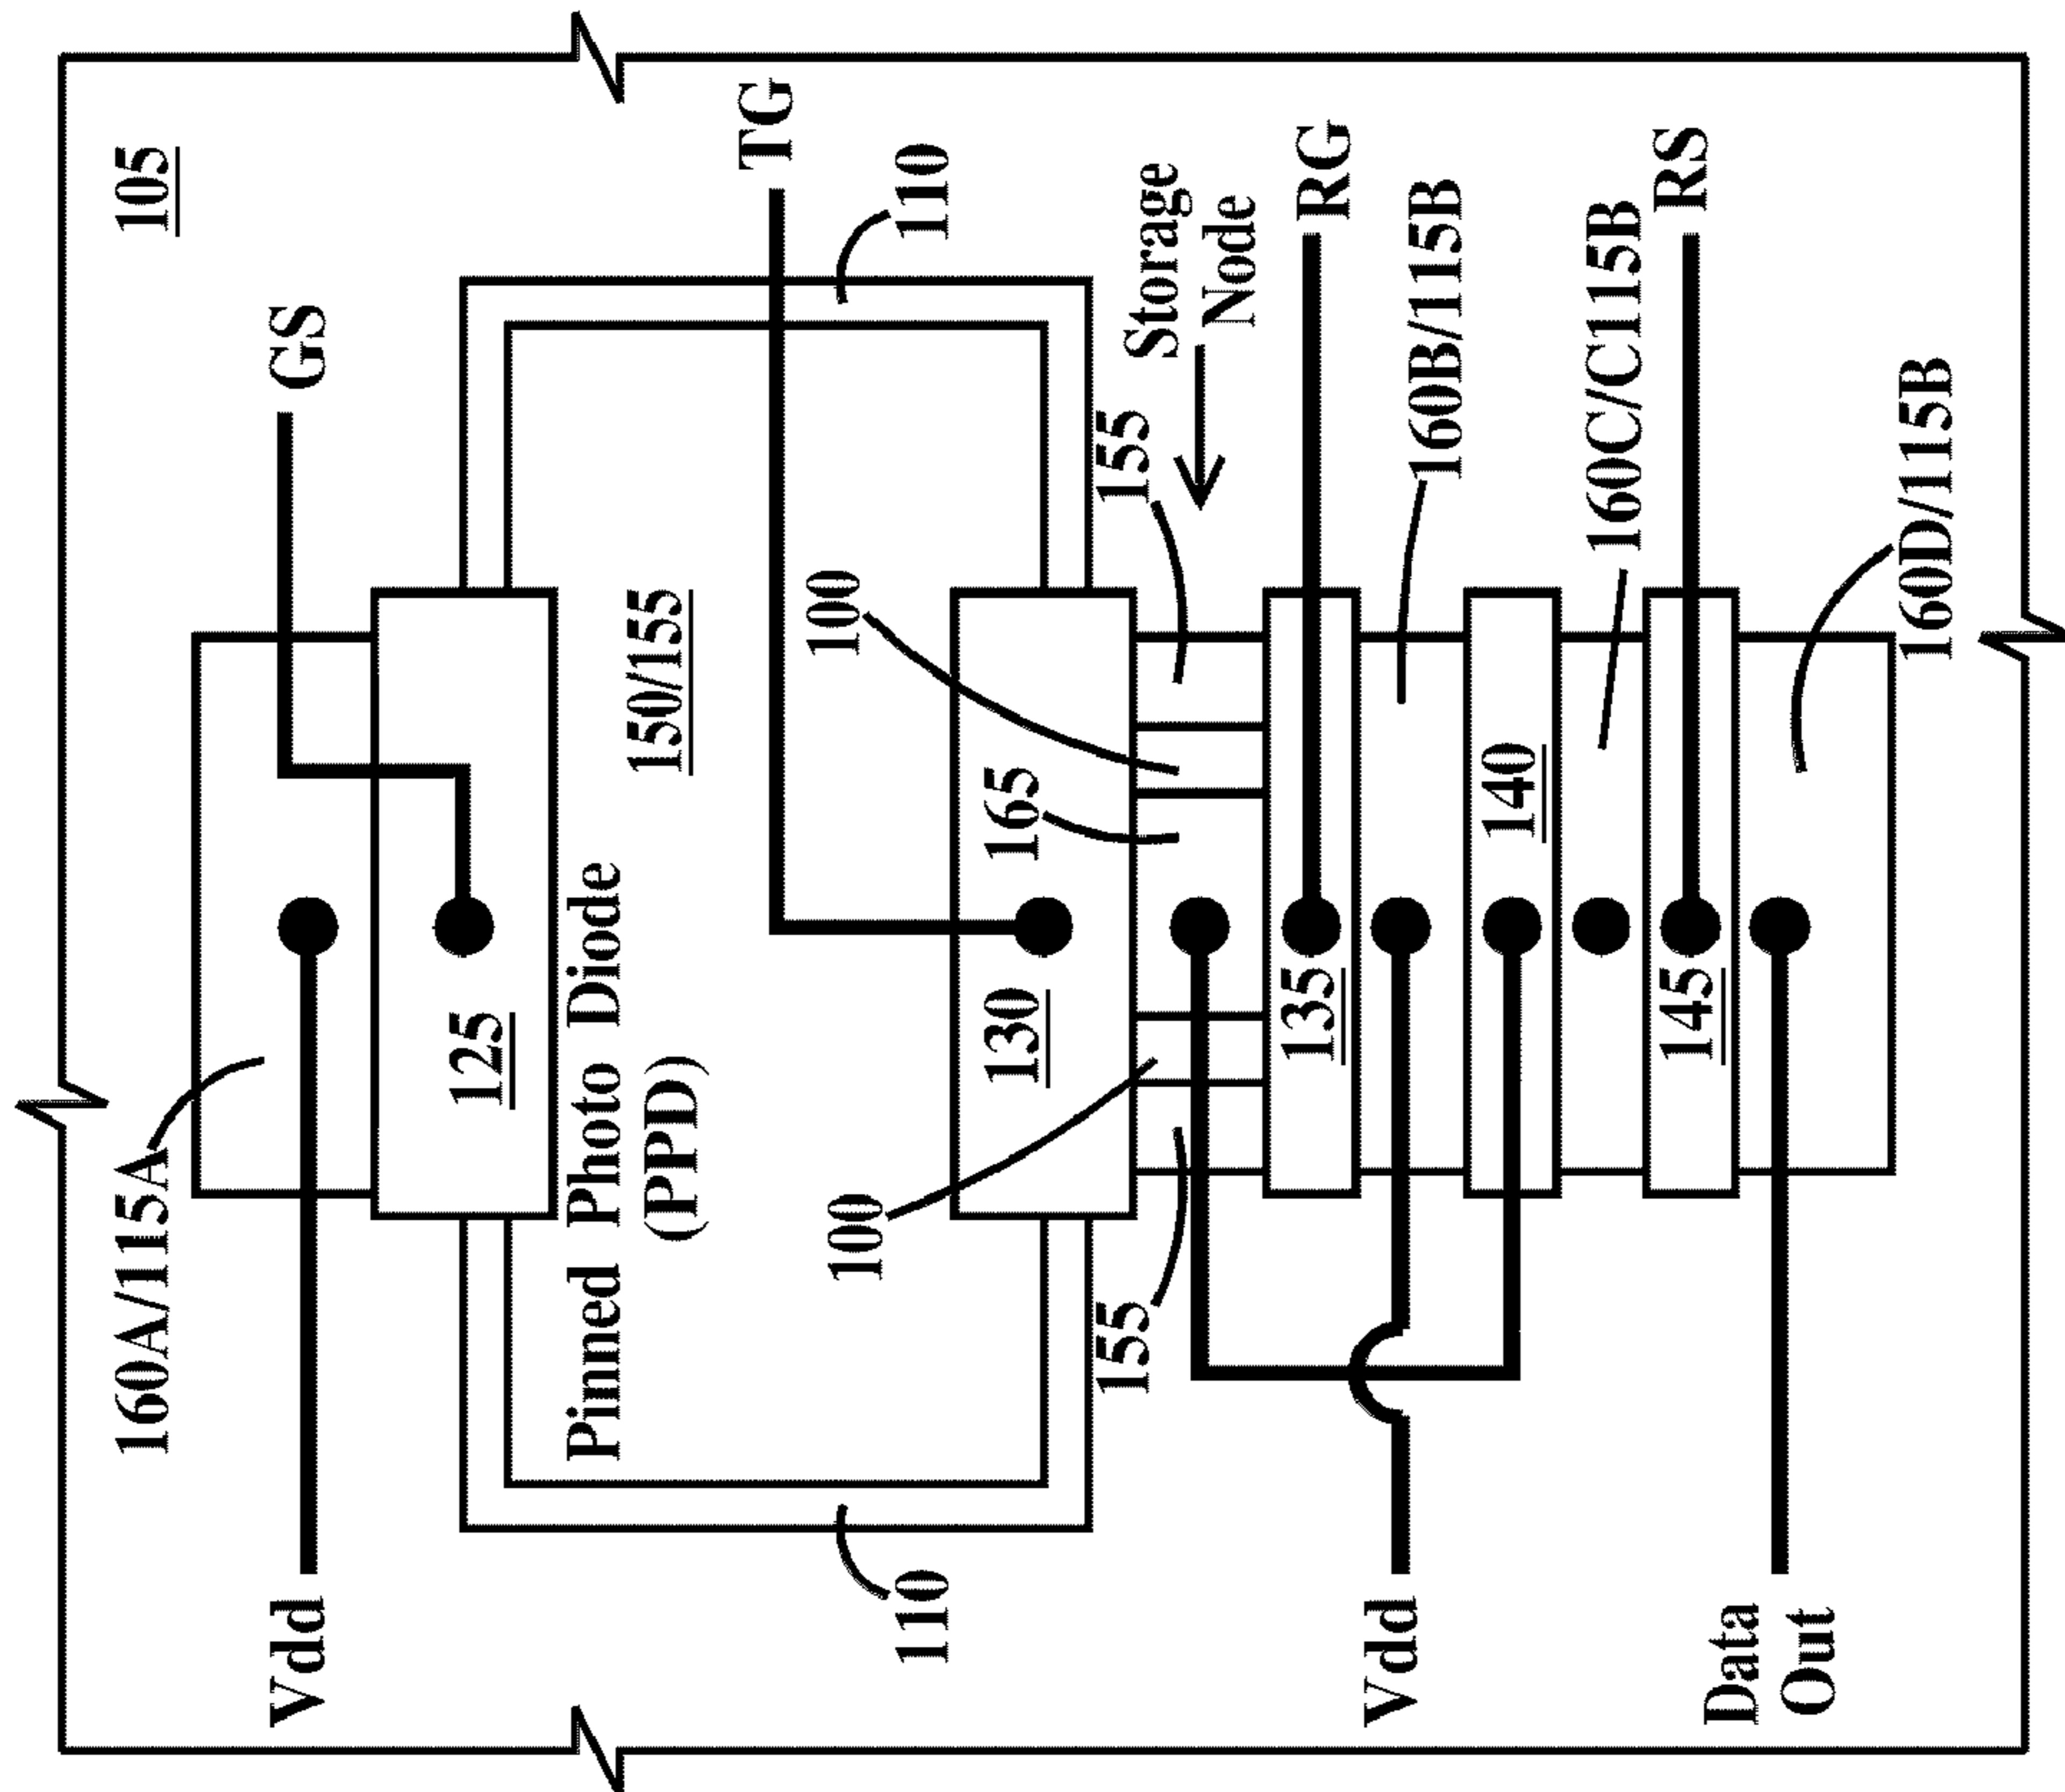 105
GS
TG
110
Storage
Node
RG
160B/115B
RS
160C/C115B
155
160D/115B
150/155
100
165
140
160A/115A
125
Pinned Photo Diode
(PPD)
130
135
145
100
155
110
Vdd
Vdd
Data
Out